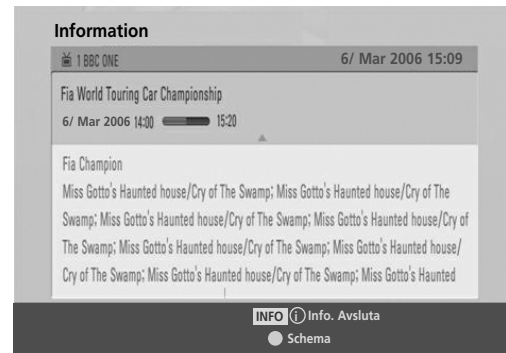 Information
1 BBC ONE 6/ Mar 2006 15:09
Fia World Touring Car Championship
6/ Mar 2006 14:00 15:20
Fia Champion
Miss Gotto's Haunted house/Cry of The Swamp; Miss Gotto's Haunted house/Cry of The
Swamp; Miss Gotto's Haunted house/Cry of The Swamp; Miss Gotto's Haunted house/Cry of
The Swamp; Miss Gotto's Haunted house/Cry of The Swamp; Miss Gotto's Haunted house/
Cry of The Swamp; Miss Gotto's Haunted house/Cry of The Swamp; Miss Gotto's Haunted
INFO i Info. Avsluta
Schema